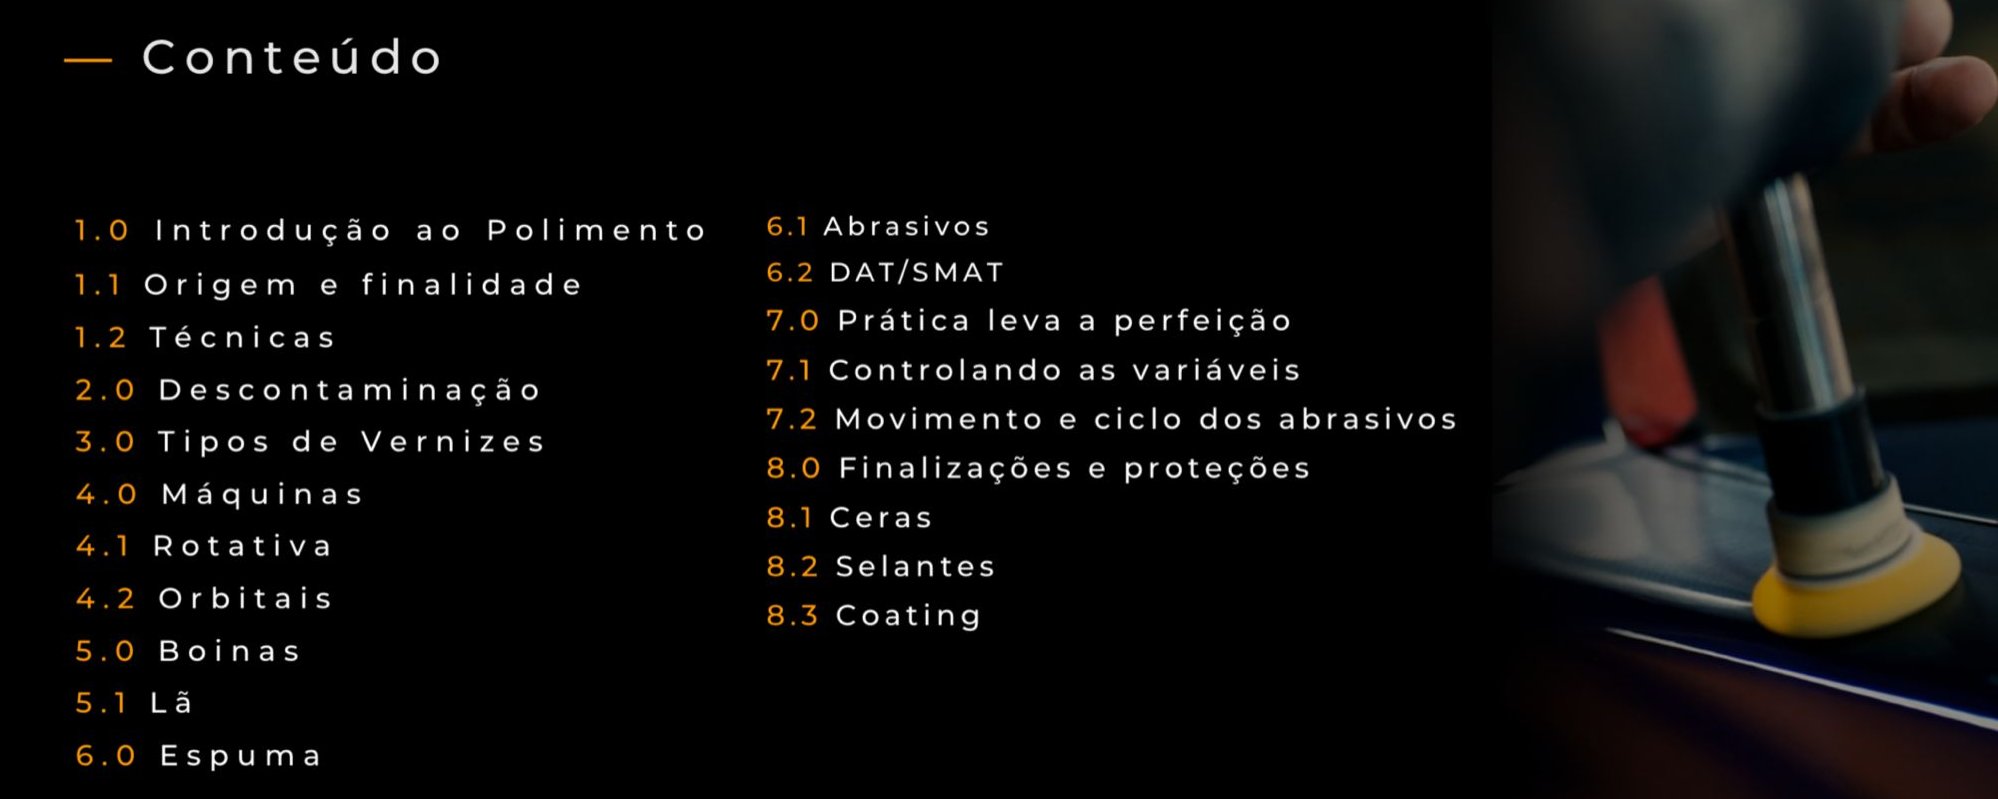 — Conteúdo
1.0 Introdução ao Polimento
1.1 Origem e finalidade
1.2 Técnicas
2.0 Descontaminação
3.0 Tipos de Vernizes
4.0 Máquinas
4.1 Rotativa
4.2 Orbitais
5.0 Boinas
5.1 Lã
6.0 Espuma
6.1 Abrasivos
6.2 DAT/SMAT
7.0 Prática leva a perfeição
7.1 Controlando as variáveis
7.2 Movimento e ciclo dos abrasivos
8.0 Finalizações e proteções
8.1 Ceras
8.2 Selantes
8.3 Coating